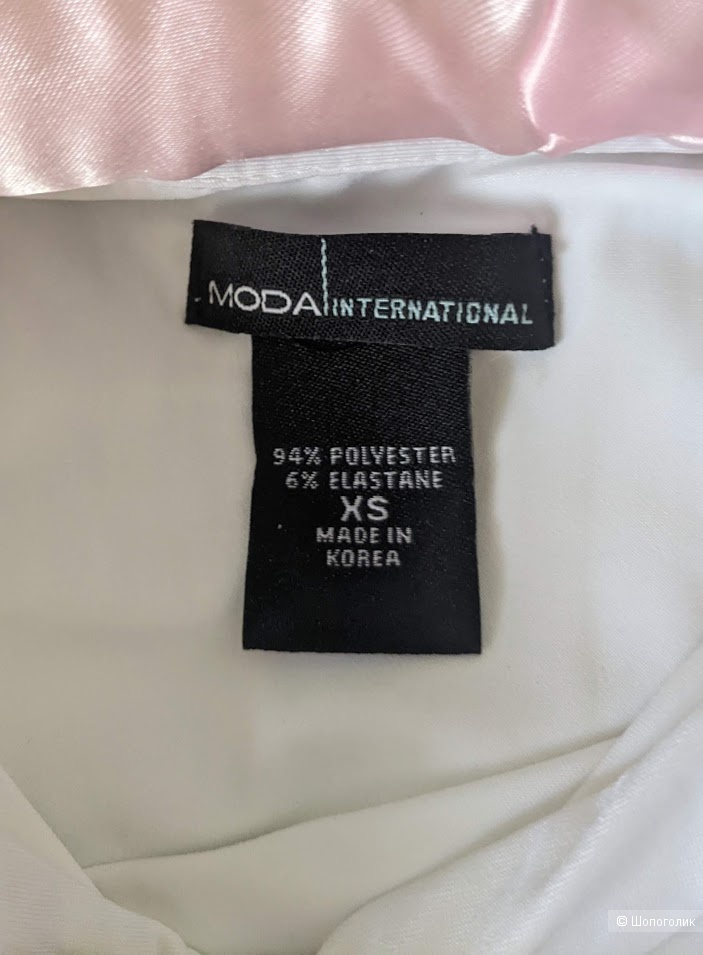 MODA INTERNATIONAL
94% POLYESTER
6% ELASTANE
XS
MADE IN
KOREA
© Шопоголик